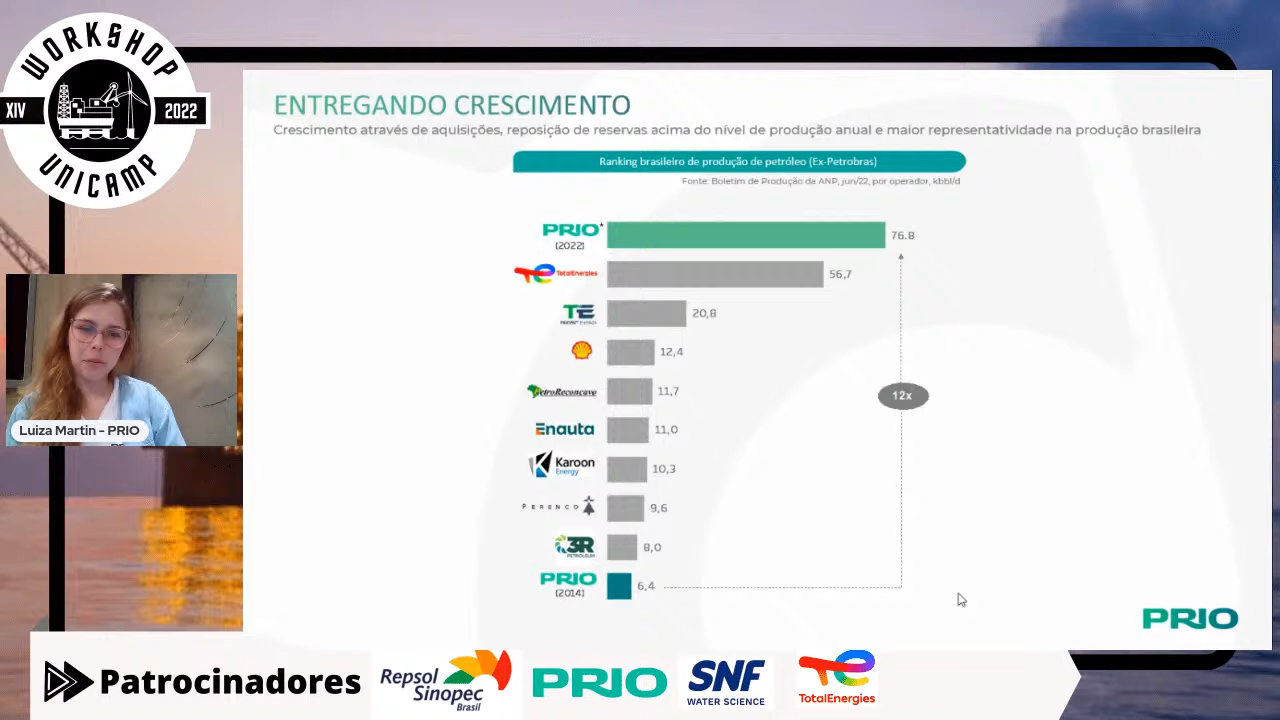 WORKSHOP
XIV
2022
UNICAMP
ENTREGANDO CRESCIMENTO
Crescimento através de aquisições, reposição de reservas acima do nível de produção anual e maior representatividade na produção brasileira
Ranking brasileiro de produção de petróleo (Ex-Petrobras)
Fonte: Boletim de Produção da ANP, jun/22, por operador, kbbl/d
PRIO*
(2022)
76.8
TotalEnergies
56,7
TE
TRIDENT ENERGY
20,8
12,4
PetroReconcavo
11,7
Enauta
11,0
Karoon
Energy
10,3
PERENCO
9,6
3R
PETROLEUM
8,0
PRIO
(2014)
6,4
12x
Luiza Martin - PRIO
PRIO
Patrocinadores
Repsol
Sinopec
Brasil
PRIO
SNF
WATER SCIENCE
TotalEnergies